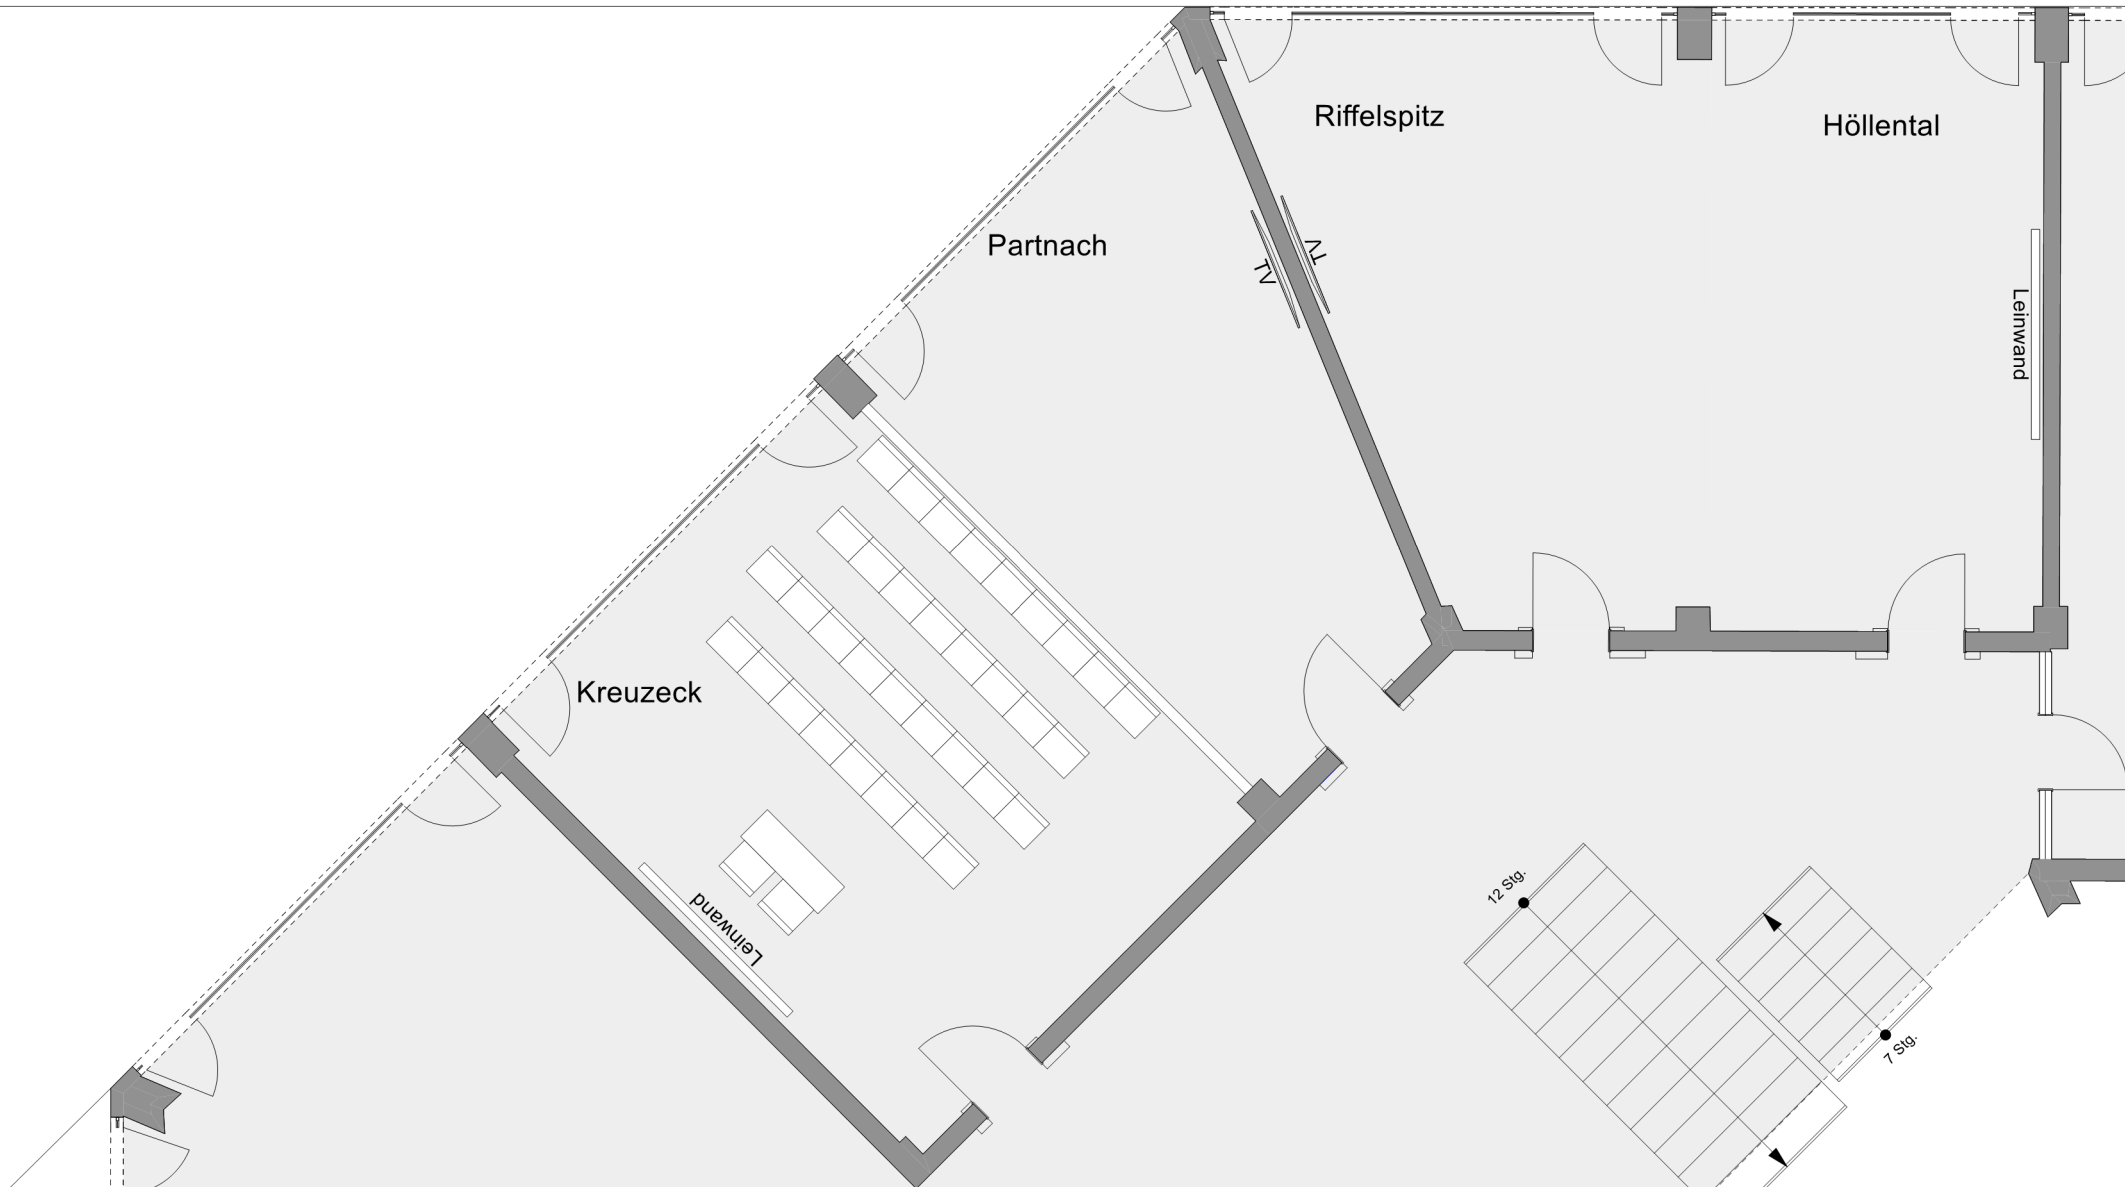 Riffelspitz
Höllental
Partnach
TV
TV
Leinwand
Kreuzeck
Leinwand
12 Stg.
7 Stg.